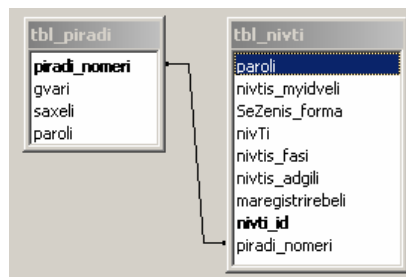 tbl_piradi
piradi_nomeri
gvari
saxeli
paroli
tbl_nivti
paroli
nivtis_myidveli
SeZenis_forma
nivTi
nivtis_fasi
nivtis_adgili
maregistrirebeli
nivti_id
piradi_nomeri